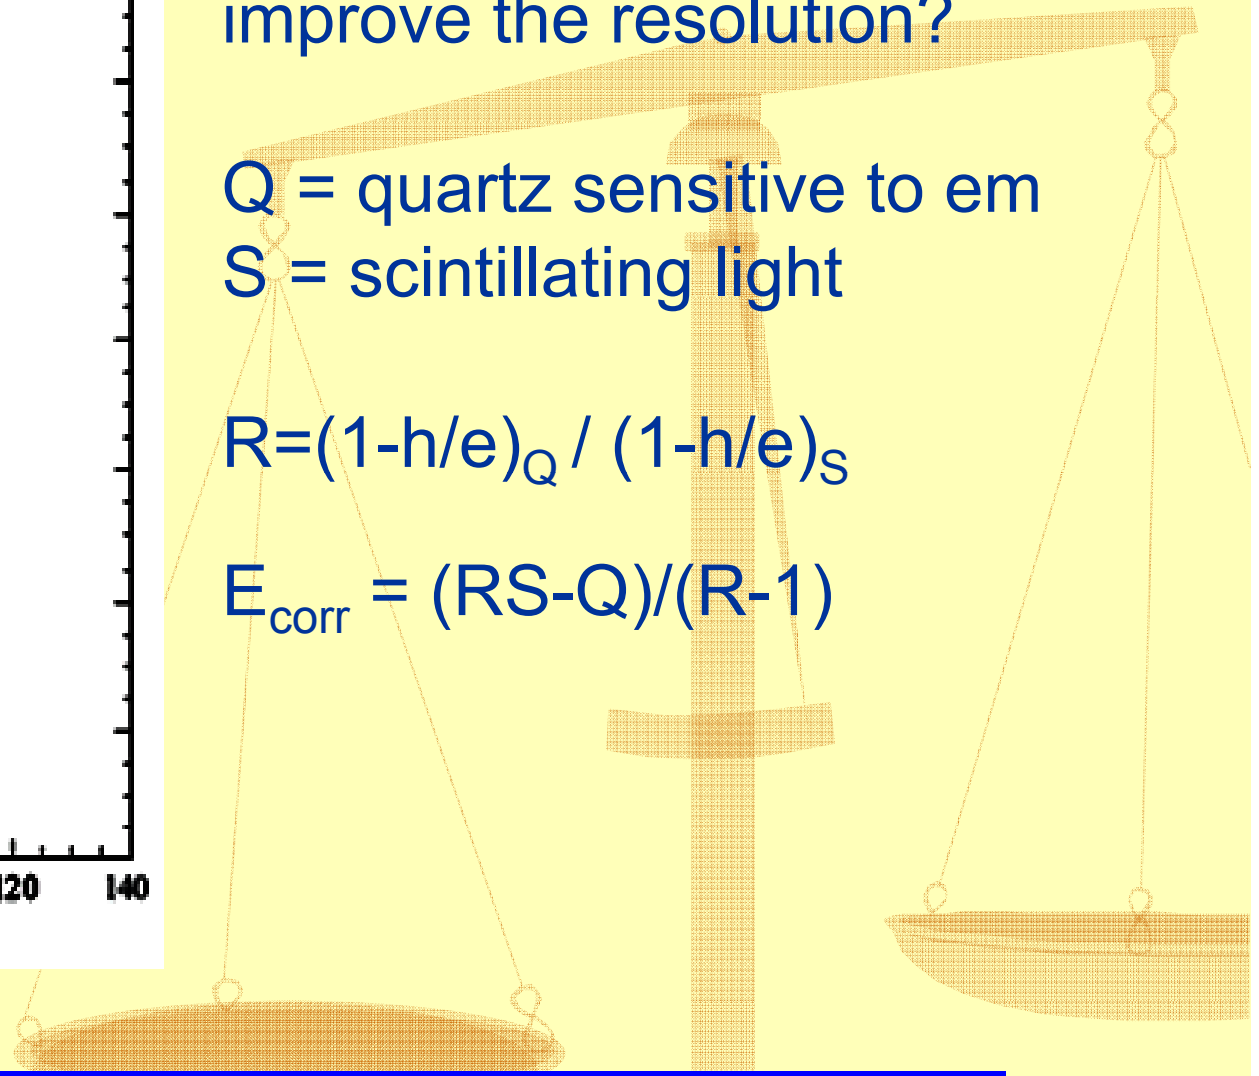 improve the resolution?
Q = quartz sensitive to em
S = scintillating light
R=(1-h/e)Q / (1-h/e)S
Ecorr = (RS-Q)/(R-1)
120 140